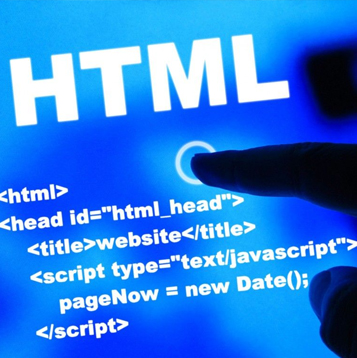 HTML
<html>
<head id="html_head">
<title>website</title>
<script type="text/javascript">
pageNow = new Date();
</script>